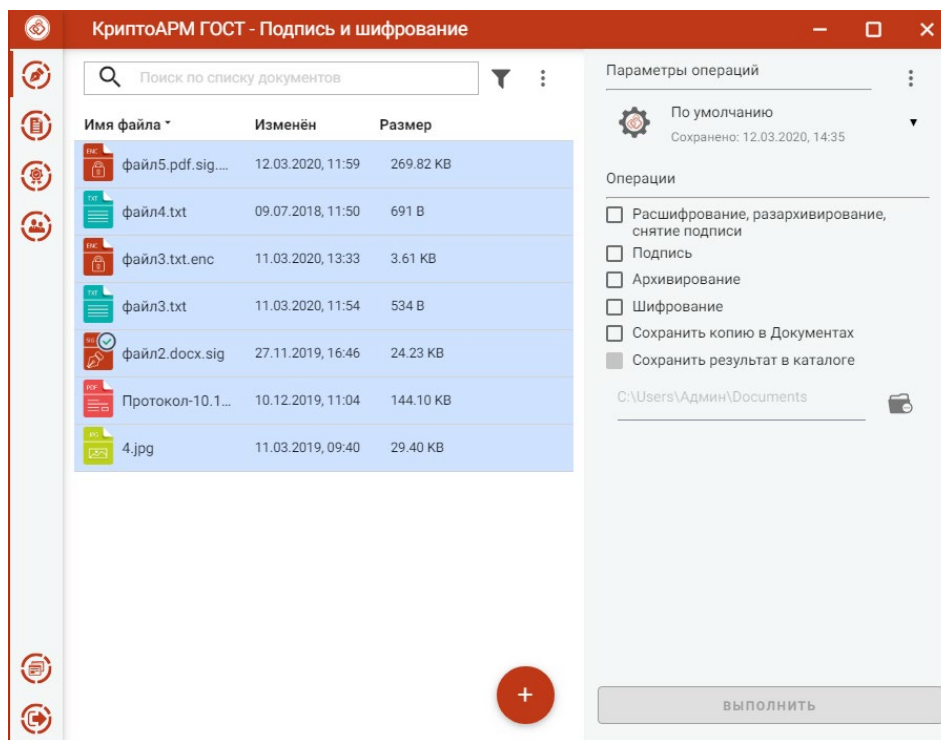 КриптоАРМ ГОСТ - Подпись и шифрование
Поиск по списку документов
Имя файла Изменён Размер
ENC файл5.pdf.sig.... 12.03.2020, 11:59 269.82 KB
TXT файл4.txt 09.07.2018, 11:50 691 B
ENC файл3.txt.enc 11.03.2020, 13:33 3.61 KB
TXT файл3.txt 11.03.2020, 11:54 534 B
SIG файл2.docx.sig 27.11.2019, 16:46 24.23 KB
PDF Протокол-10.1... 10.12.2019, 11:04 144.10 KB
JPG 4.jpg 11.03.2019, 09:40 29.40 KB
+
Параметры операций
По умолчанию
Сохранено: 12.03.2020, 14:35
Операции
Расшифрование, разархивирование,
снятие подписи
Подпись
Архивирование
Шифрование
Сохранить копию в Документах
Сохранить результат в каталоге
C:\Users\Админ\Documents
ВЫПОЛНИТЬ